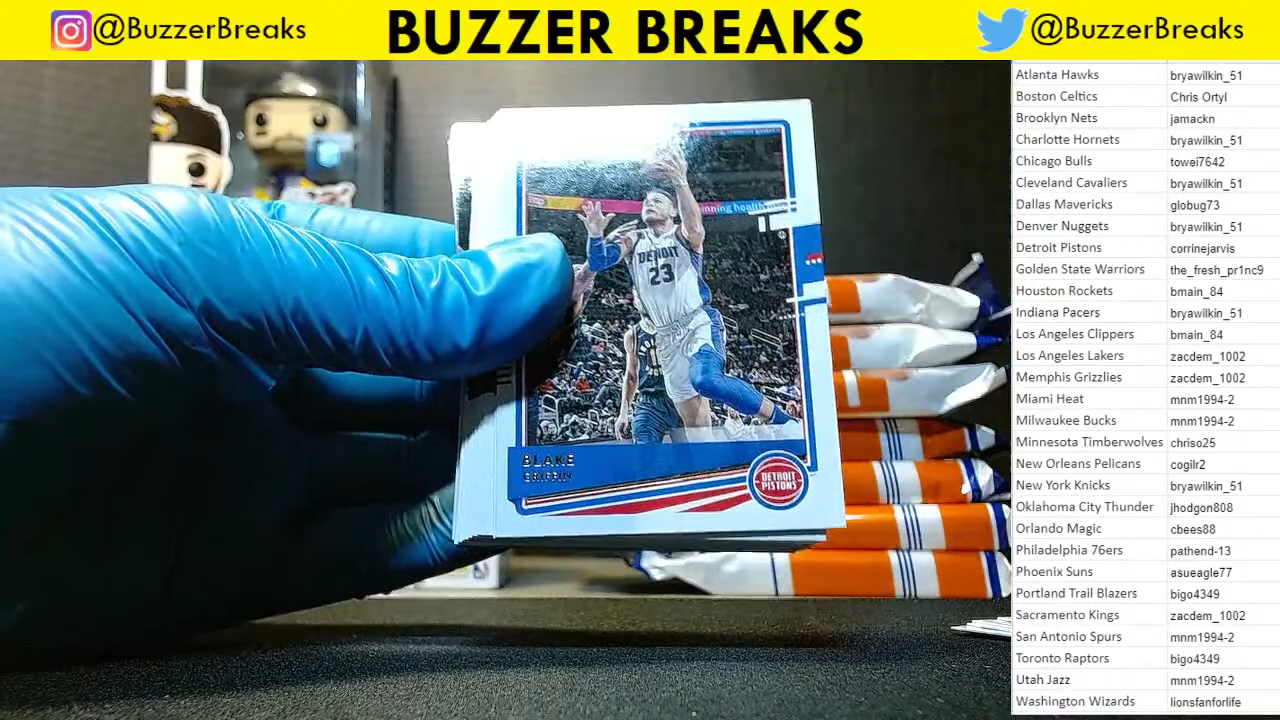 @BuzzerBreaks
BUZZER BREAKS
@BuzzerBreaks
Atlanta Hawks bryawilkin_51
Boston Celtics Chris Ortyl
Brooklyn Nets jamackn
Charlotte Hornets bryawilkin_51
Chicago Bulls towei7642
Cleveland Cavaliers bryawilkin_51
Dallas Mavericks globug73
Denver Nuggets bryawilkin_51
Detroit Pistons corrinejarvis
Golden State Warriors the_fresh_pr1nc9
Houston Rockets bmain_84
Indiana Pacers bryawilkin_51
Los Angeles Clippers bmain_84
Los Angeles Lakers zacdem_1002
Memphis Grizzlies zacdem_1002
Miami Heat mnm1994-2
Milwaukee Bucks mnm1994-2
Minnesota Timberwolves chriso25
New Orleans Pelicans cogilr2
New York Knicks bryawilkin_51
Oklahoma City Thunder jhodgon808
Orlando Magic cbees88
Philadelphia 76ers pathend-13
Phoenix Suns asueagle77
Portland Trail Blazers bigo4349
Sacramento Kings zacdem_1002
San Antonio Spurs mnm1994-2
Toronto Raptors bigo4349
Utah Jazz mnm1994-2
Washington Wizards lionsfanforlife
DETROIT
23
BLAKE
GRIFFIN
DETROIT
PISTONS